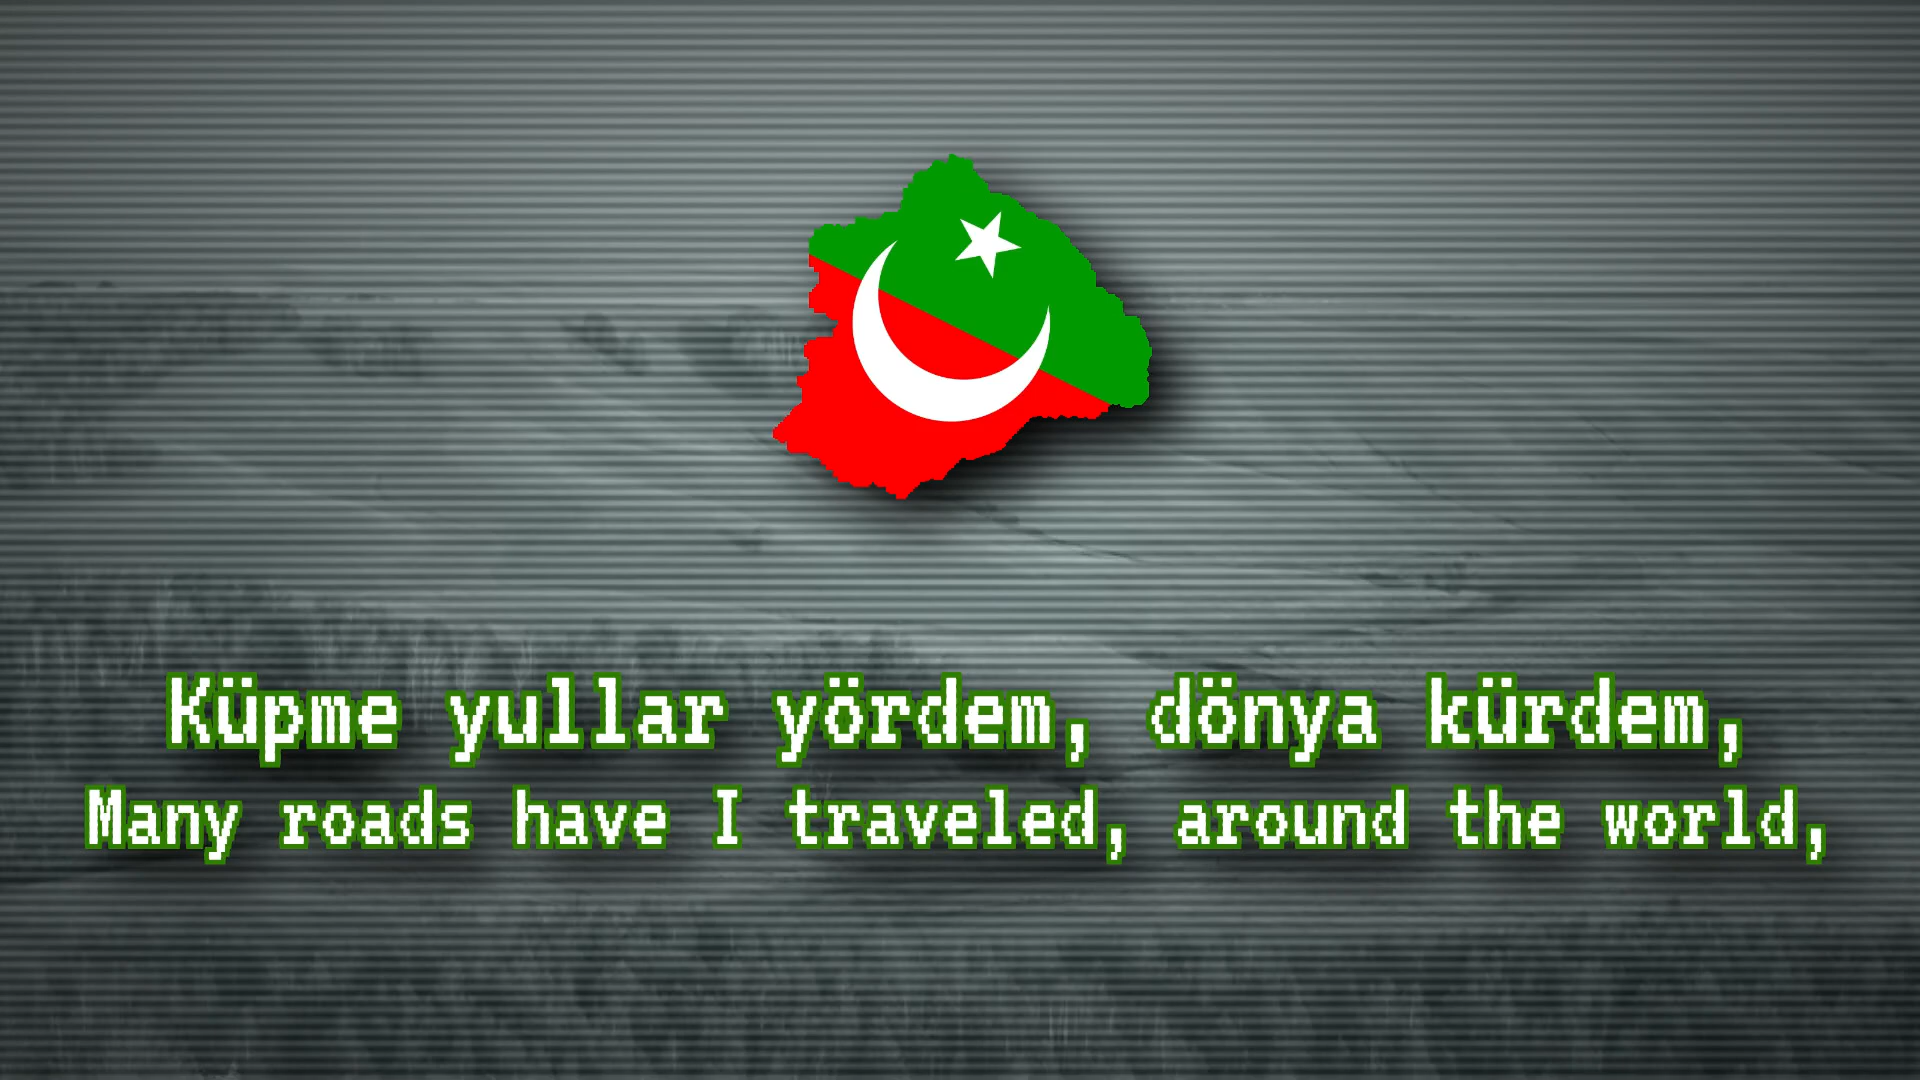 Küpme yullar yördem, dönya kürdem,
Many roads have I traveled, around the world,